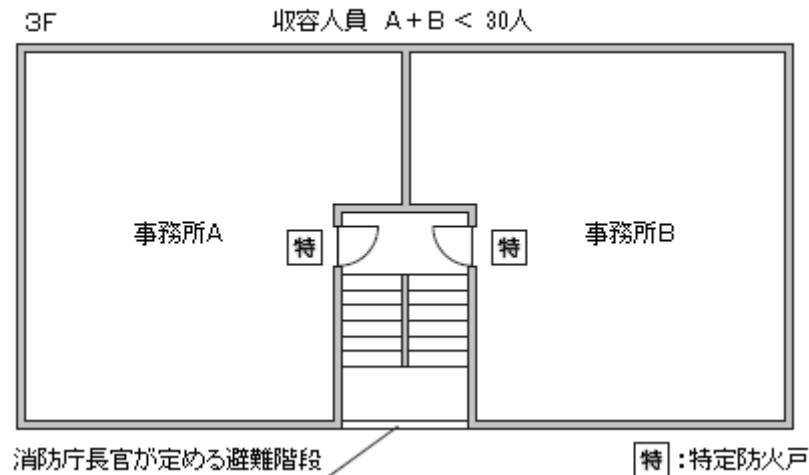 3F
収容人員 A+B < 30人
事務所A
特
特
事務所B
消防庁長官が定める避難階段
特:特定防火戸